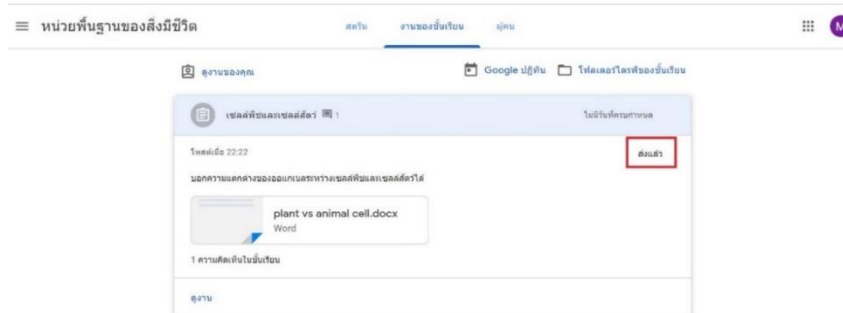 หน่วยพื้นฐานของสิ่งมีชีวิต
สตรีม
งานของชั้นเรียน
ผู้คน
M
ดูงานของคุณ
Google ปฏิทิน
โฟลเดอร์ไดรฟ์ของชั้นเรียน
เซลล์พืชและเซลล์สัตว์
1
ไม่มีวันที่ครบกำหนด
โพสต์เมื่อ 22:22
ส่งแล้ว
บอกความแตกต่างของออแกเนลระหว่างเซลล์พืชและเซลล์สัตว์ได้
plant vs animal cell.docx
Word
1 ความคิดเห็นในชั้นเรียน
ดูงาน